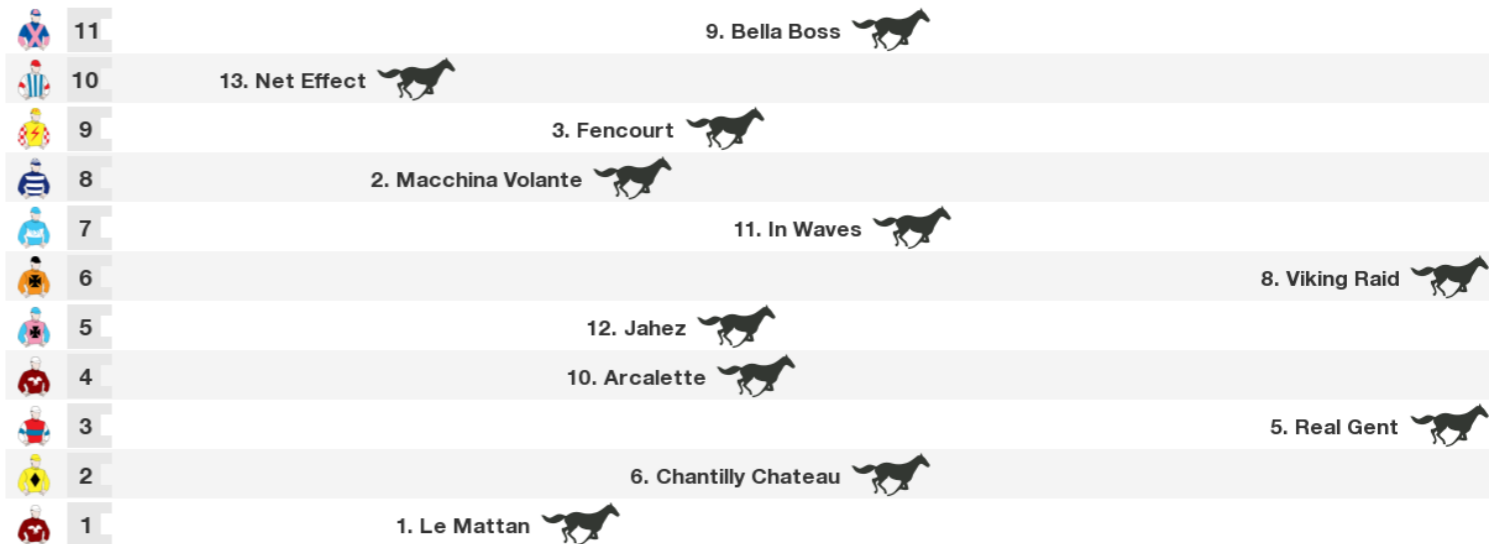 11 9. Bella Boss
10 13. Net Effect
9 3. Fencourt
8 2. Macchina Volante
7 11. In Waves
6 8. Viking Raid
5 12. Jahez
4 10. Arcalette
3 5. Real Gent
2 6. Chantilly Chateau
1 1. Le Mattan